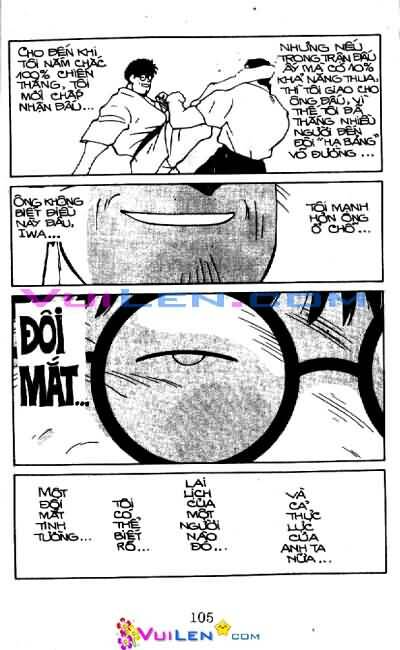 CHO ĐẾN KHI
TÔI NẮM CHẮC
100% CHIẾN
THẮNG, TÔI
MỚI CHẤP
NHẬN ĐẤU...
NHƯNG NẾU
TRONG TRẬN ĐẤU
ẤY MÀ CÓ 10%
KHẢ NĂNG THUA,
THÌ TÔI GIAO CHO
ÔNG ĐẤU, VÌ
THẾ TÔI ĐÃ
THẮNG NHIỀU
NGƯỜI ĐẾN
ĐÒI "HẠ BẢNG"
VÕ ĐƯỜNG...
ÔNG KHÔNG
BIẾT ĐIỀU
NÀY ĐÂU,
IWA...
TÔI MẠNH
HƠN ÔNG
Ở CHỖ...
VuiLen.com
ĐÔI
MẮT...
MỘT
ĐÔI
MẮT
TINH
TƯỜNG...
TÔI
CÓ
THỂ
BIẾT
RÕ...
LAI
LỊCH
CỦA
MỘT
NGƯỜI
NÀO
ĐÓ...
VÀ
CẢ
THỰC
LỰC
CỦA
ANH TA
NỮA...
105
VuiLen.com